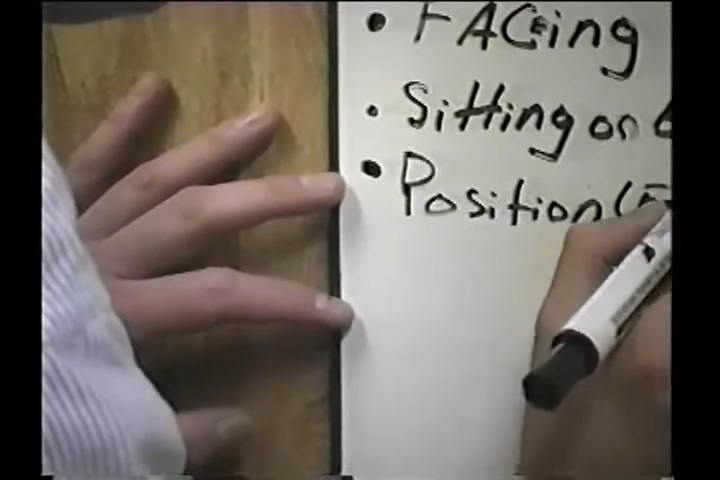 • FACing
• Sitting on
• Position (